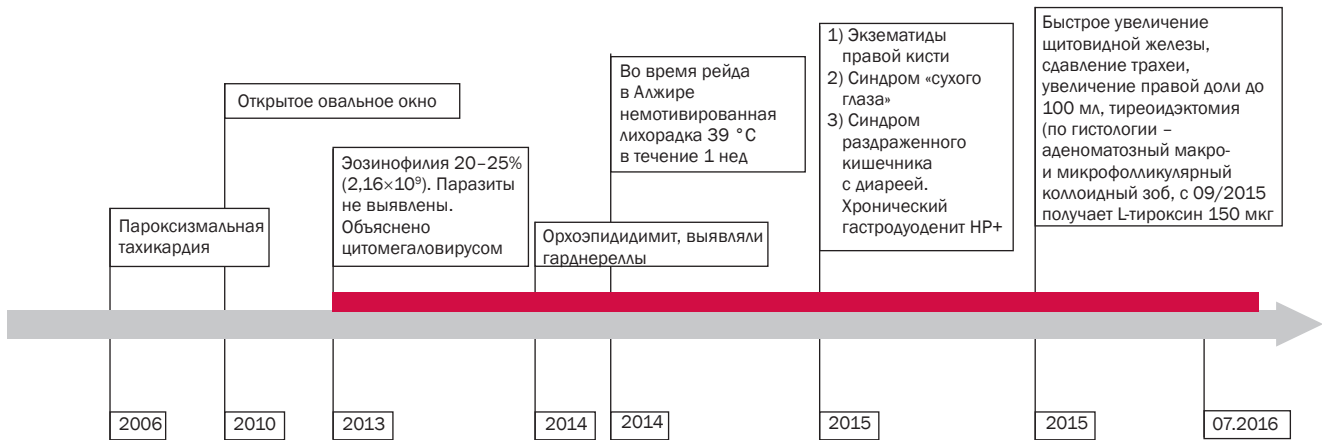 Пароксизмальная
тахикардия
Открытое овальное окно
Эозинофилия 20–25%
(2,16×10⁹). Паразиты
не выявлены.
Объяснено
цитомегаловирусом
Орхоэпидидимит, выявляли
гарднереллы
Во время рейда
в Алжире
немотивированная
лихорадка 39 °C
в течение 1 нед
1) Экзематиды
правой кисти
2) Синдром «сухого
глаза»
3) Синдром
раздраженного
кишечника
с диареей.
Хронический
гастродуоденит HP+
Быстрое увеличение
щитовидной железы,
сдавление трахеи,
увеличение правой доли до
100 мл, тиреоидэктомия
(по гистологии –
аденоматозный макро-
и микрофолликулярный
коллоидный зоб, с 09/2015
получает L-тироксин 150 мкг
2006
2010
2013
2014
2014
2015
2015
07.2016